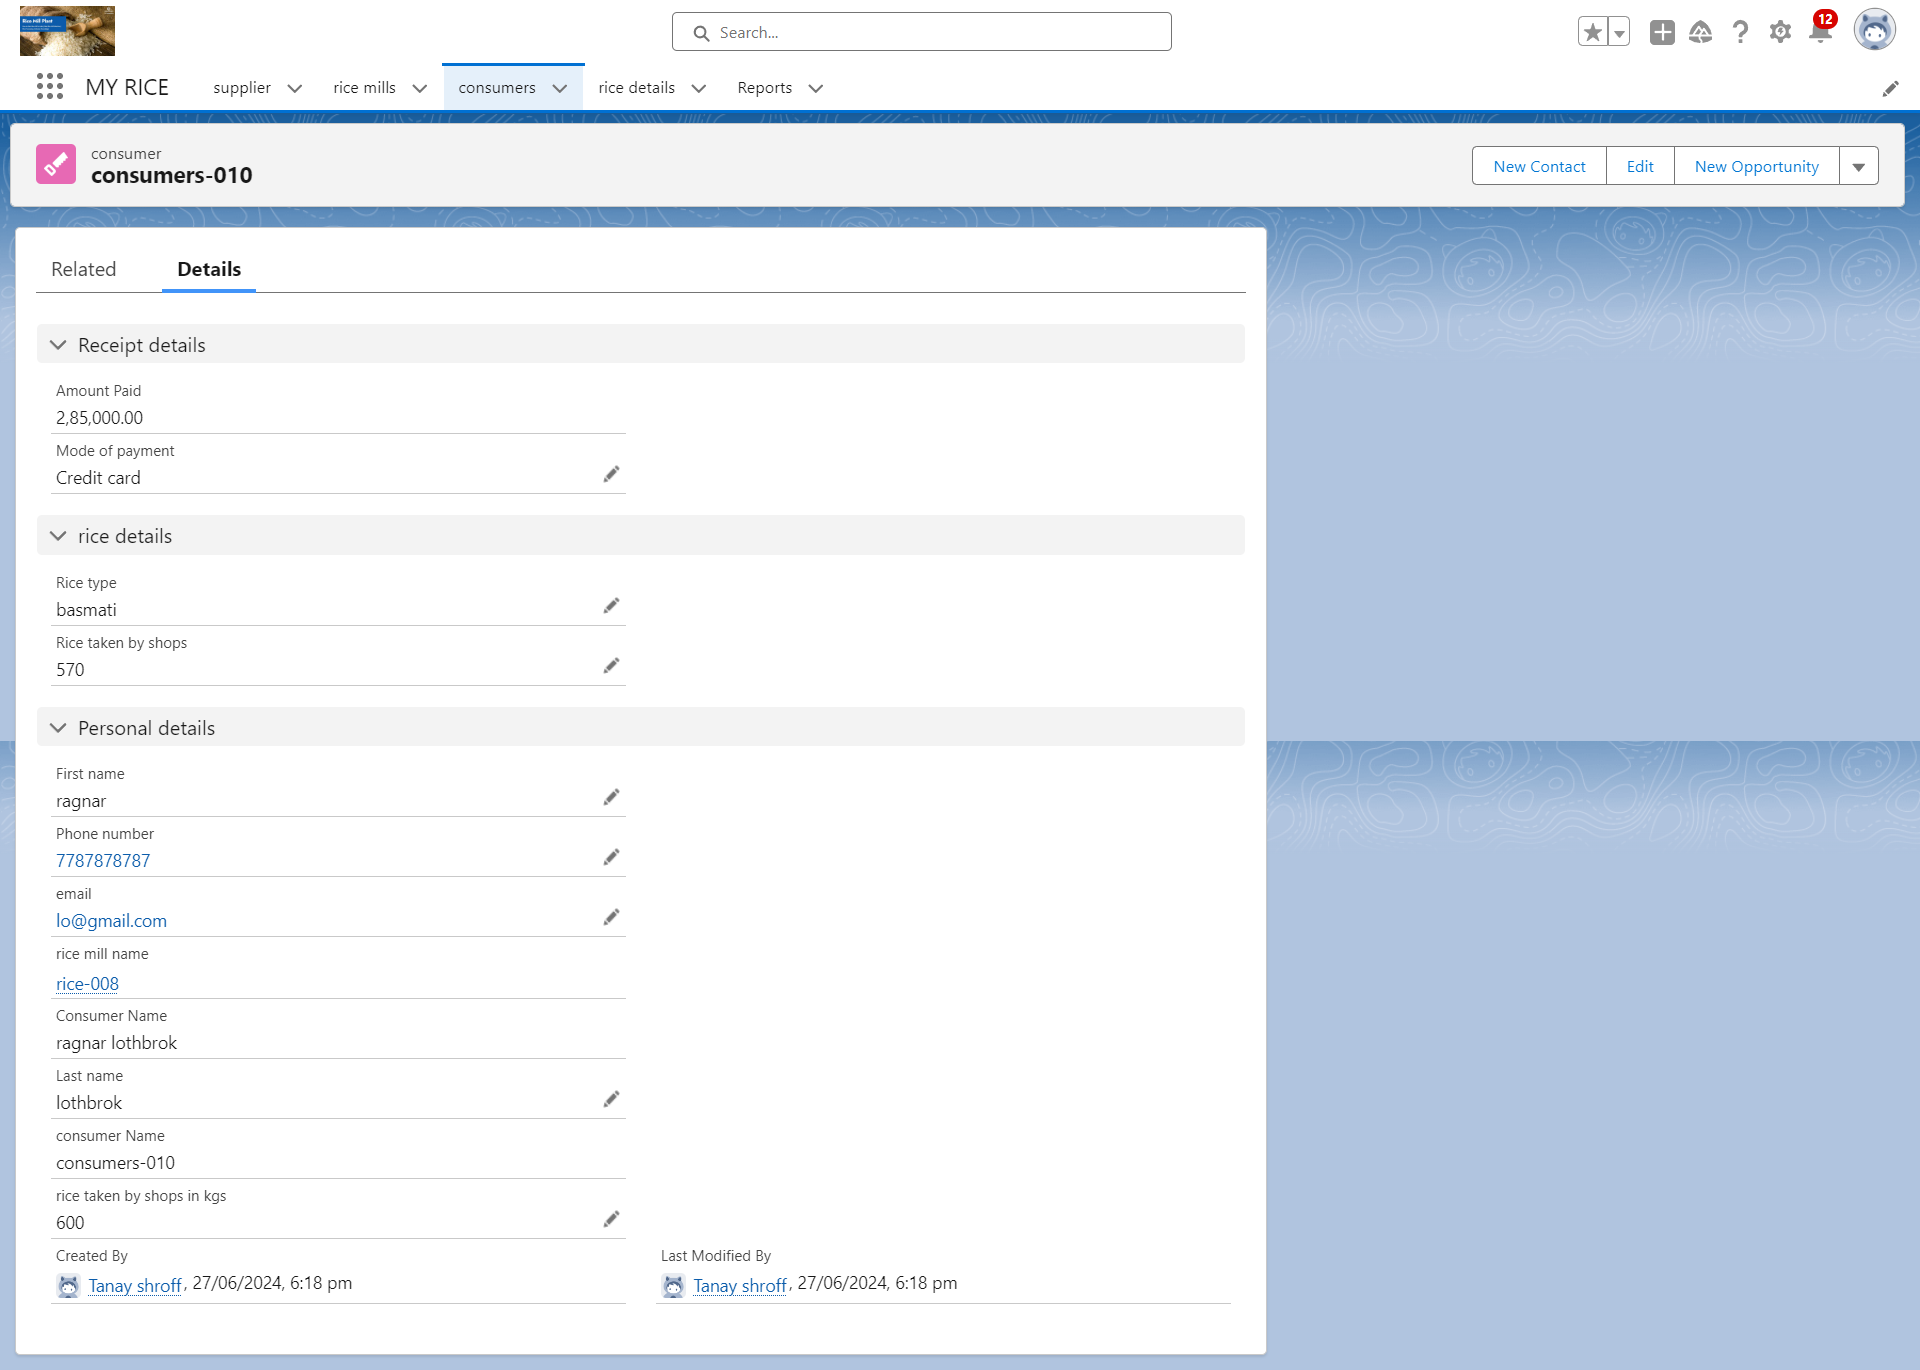 Rice Mill Plant
Search...
12
MY RICE
supplier
rice mills
consumers
rice details
Reports
consumer
consumers-010
New Contact
Edit
New Opportunity
Related
Details
Receipt details
Amount Paid
2,85,000.00
Mode of payment
Credit card
rice details
Rice type
basmati
Rice taken by shops
570
Personal details
First name
ragnar
Phone number
7787878787
email
lo@gmail.com
rice mill name
rice-008
Consumer Name
ragnar lothbrok
Last name
lothbrok
consumer Name
consumers-010
rice taken by shops in kgs
600
Created By
Tanay shroff, 27/06/2024, 6:18 pm
Last Modified By
Tanay shroff, 27/06/2024, 6:18 pm